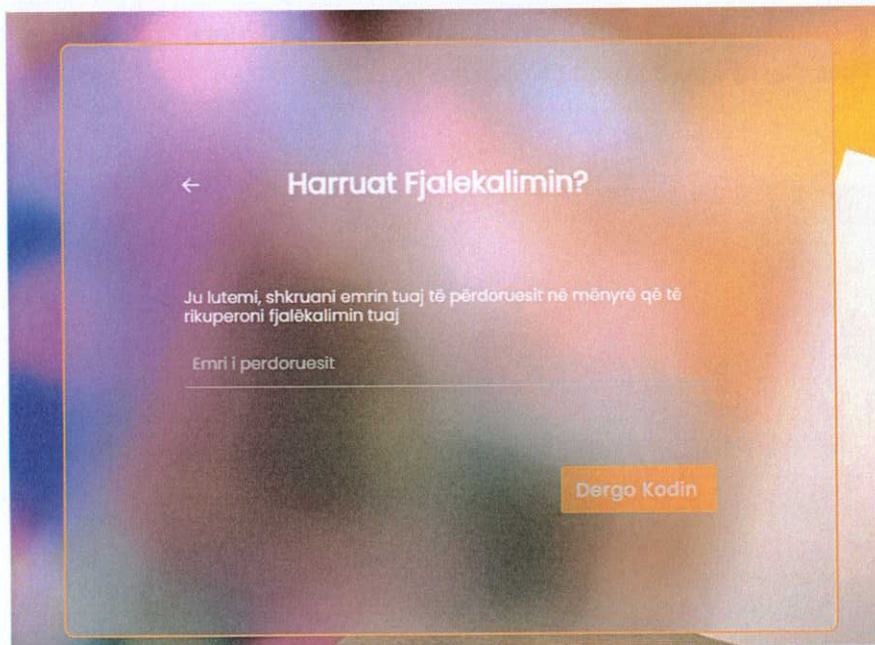 ← Harruat Fjalekalimin?
Ju lutemi, shkruani emrin tuaj të përdoruesit në mënyrë që të
rikuperoni fjalëkalimin tuaj
Emri i perdoruesit
Dergo Kodin